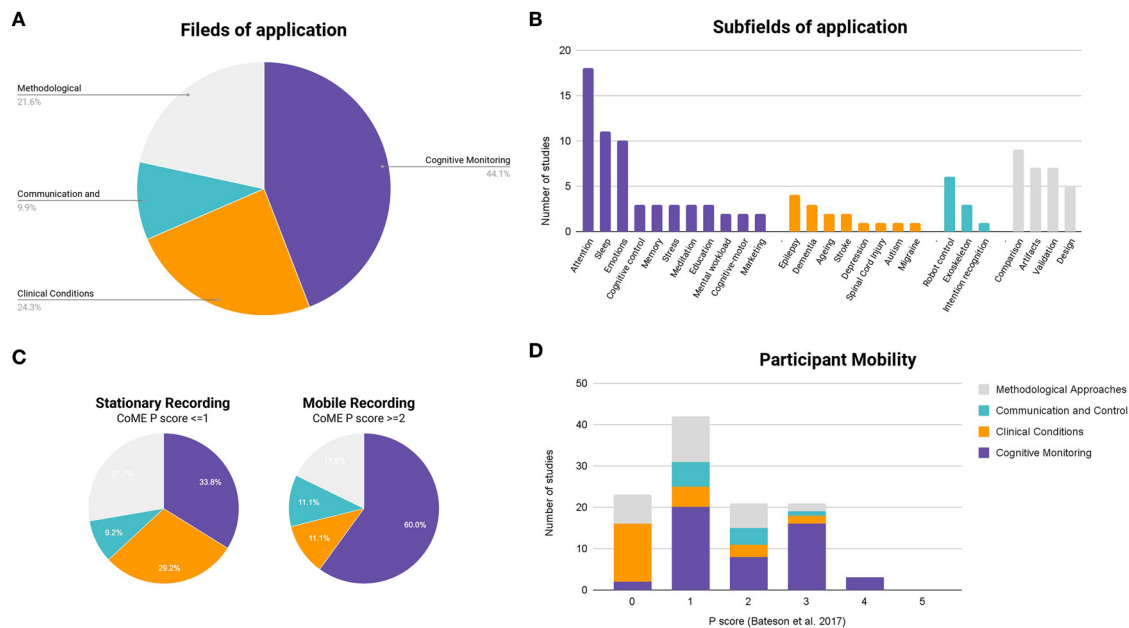 A
Fileds of application
Methodological
21.6%
Cognitive Monitoring
44.1%
Communication and
9.9%
Clinical Conditions
24.3%
B
Subfields of application
Number of studies
20
15
10
5
0
Attention
Sleep
Emotions
Cognitive control
Memory
Stress
Meditation
Education
Mental workload
Cognitive-motor
Marketing
Epilepsy
Dementia
Ageing
Stroke
Depression
Spinal Cord Injury
Autism
Migraine
Robot control
Exoskeleton
Intention recognition
Comparison
Artifacts
Validation
Design
C
Stationary Recording
CoME P score <=1
27.7%
33.8%
9.2%
29.2%
Mobile Recording
CoME P score >=2
17.8%
11.1%
11.1%
60.0%
D
Participant Mobility
Number of studies
50
40
30
20
10
0
0 1 2 3 4 5
P score (Bateson et al. 2017)
Methodological Approaches
Communication and Control
Clinical Conditions
Cognitive Monitoring